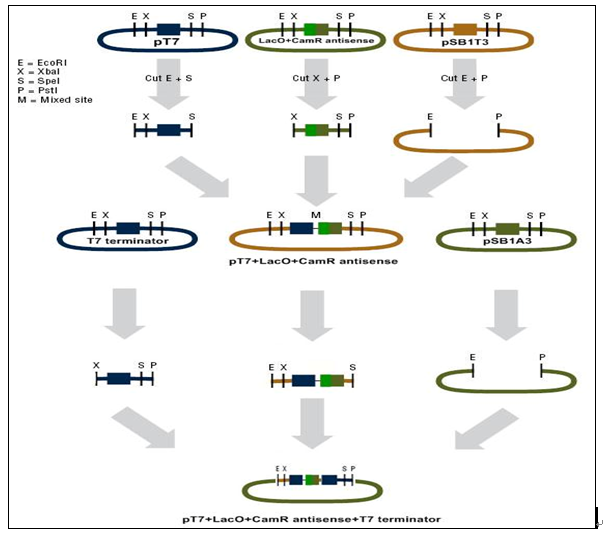 E X S P
E X S P
E X S P
pT7
LacO+CamR antisense
pSB1T3
E = EcoRI
X = XbaI
S = SpeI
P = PstI
M = Mixed site
Cut E + S
Cut X + P
Cut E + P
E X S
X S P
E P
E X S P
E X M S P
E X S P
T7 terminator
pSB1A3
pT7+LacO+CamR antisense
X S P
E X S
E P
E X S P
pT7+LacO+CamR antisense+T7 terminator